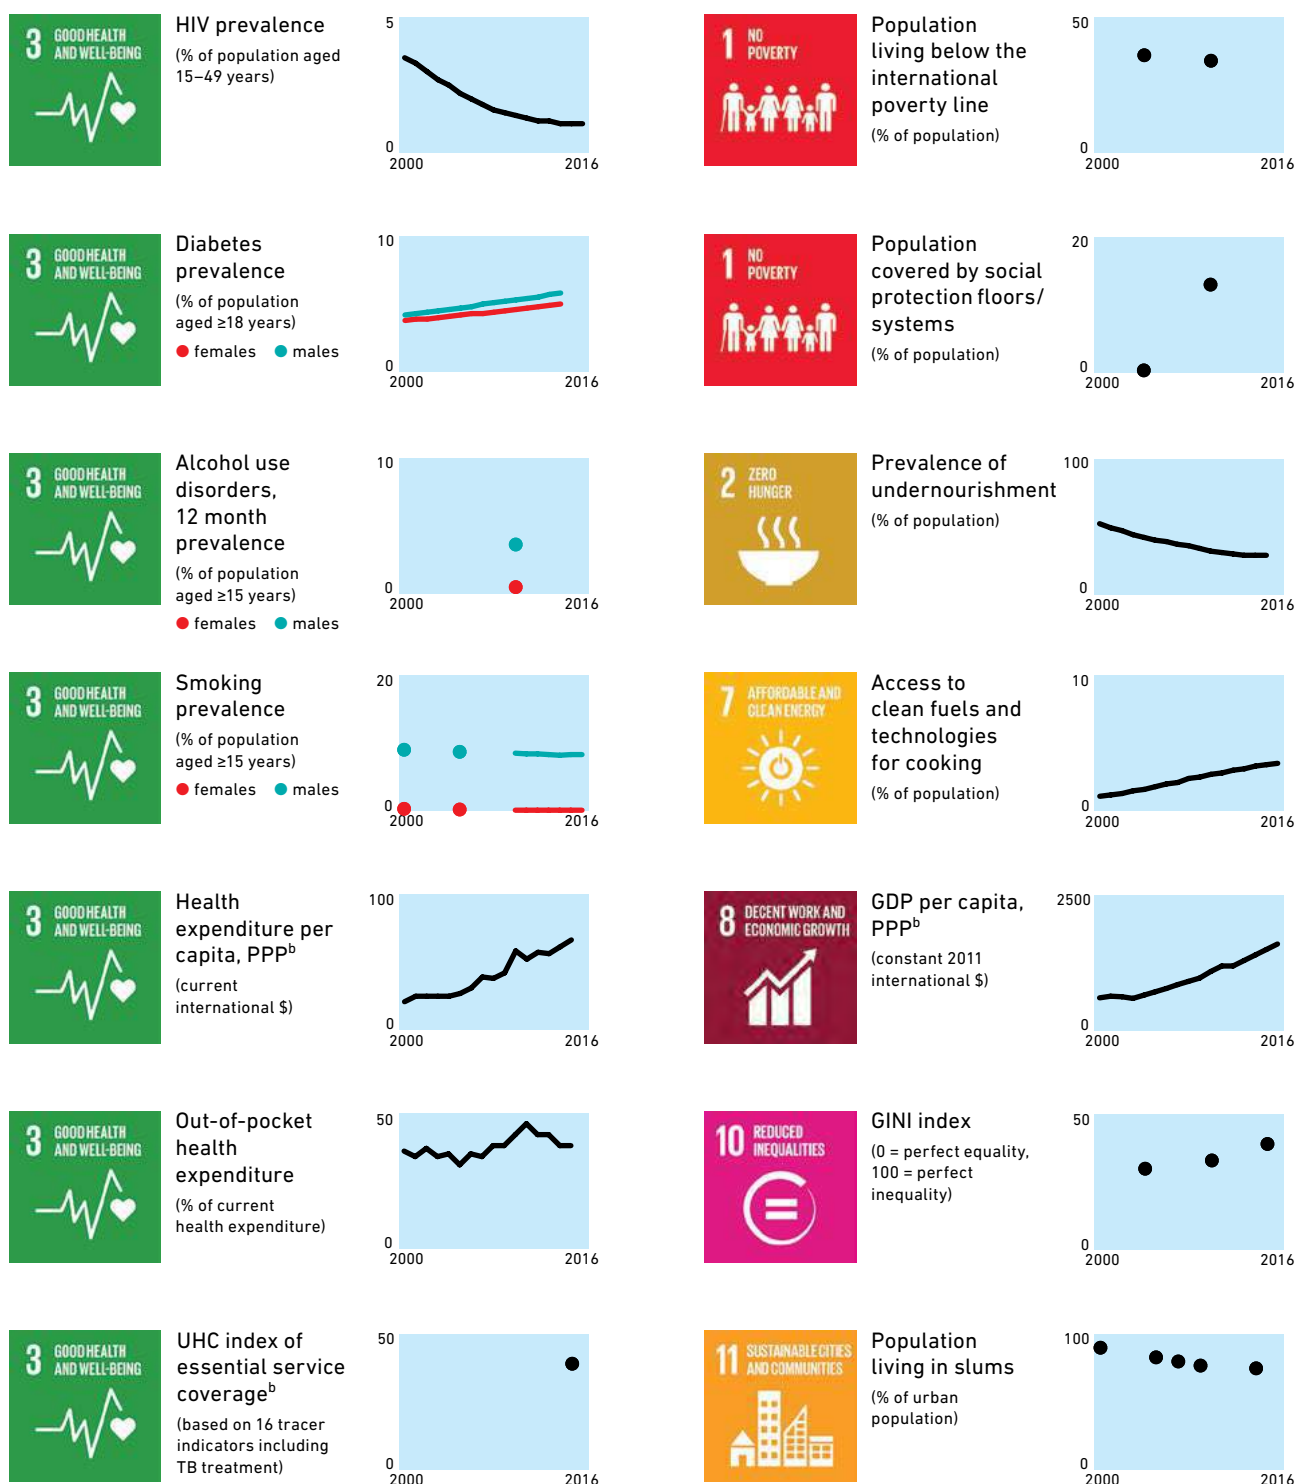 3 GOOD HEALTH
AND WELL-BEING
HIV prevalence
(% of population aged
15–49 years)
5
0
2000 2016
1 NO
POVERTY
Population
living below the
international
poverty line
(% of population)
50
0
2000 2016
3 GOOD HEALTH
AND WELL-BEING
Diabetes
prevalence
(% of population
aged ≥18 years)
females males
10
0
2000 2016
1 NO
POVERTY
Population
covered by social
protection floors/
systems
(% of population)
20
0
2000 2016
3 GOOD HEALTH
AND WELL-BEING
Alcohol use
disorders,
12 month
prevalence
(% of population
aged ≥15 years)
females males
10
0
2000 2016
2 ZERO
HUNGER
Prevalence of
undernourishment
(% of population)
100
0
2000 2016
3 GOOD HEALTH
AND WELL-BEING
Smoking
prevalence
(% of population
aged ≥15 years)
females males
20
0
2000 2016
7 AFFORDABLE AND
CLEAN ENERGY
Access to
clean fuels and
technologies
for cooking
(% of population)
10
0
2000 2016
3 GOOD HEALTH
AND WELL-BEING
Health
expenditure per
capita, PPPb
(current
international $)
100
0
2000 2016
8 DECENT WORK AND
ECONOMIC GROWTH
GDP per capita,
PPPb
(constant 2011
international $)
2500
0
2000 2016
3 GOOD HEALTH
AND WELL-BEING
Out-of-pocket
health
expenditure
(% of current
health expenditure)
50
0
2000 2016
10 REDUCED
INEQUALITIES
GINI index
(0 = perfect equality,
100 = perfect
inequality)
50
0
2000 2016
3 GOOD HEALTH
AND WELL-BEING
UHC index of
essential service
coverageb
(based on 16 tracer
indicators including
TB treatment)
50
0
2000 2016
11 SUSTAINABLE CITIES
AND COMMUNITIES
Population
living in slums
(% of urban
population)
100
0
2000 2016